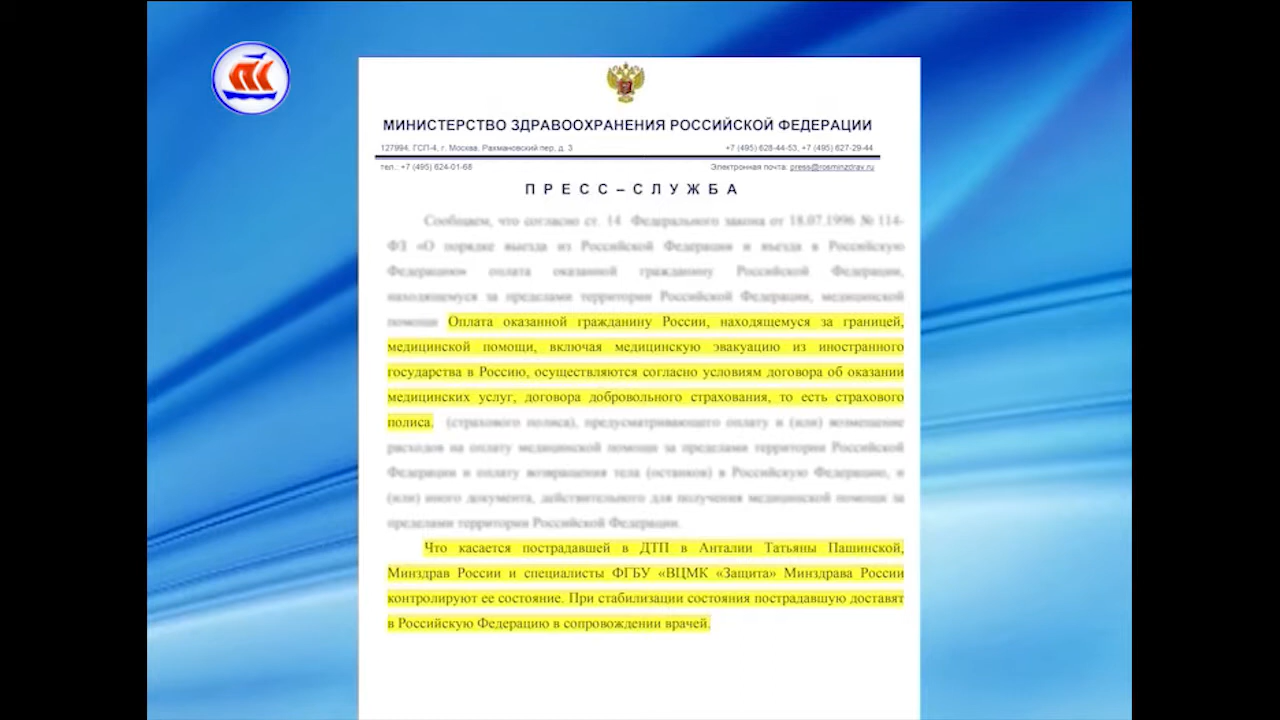 ПС
МИНИСТЕРСТВО ЗДРАВООХРАНЕНИЯ РОССИЙСКОЙ ФЕДЕРАЦИИ
127994, ГСП-4, г. Москва, Рахмановский пер, д. 3
+7 (495) 628-44-53, +7 (495) 627-29-44
тел.: +7 (495) 624-01-68
Электронная почта: press@rosminzdrav.ru
ПРЕСС–СЛУЖБА
Сообщаем, что согласно ст. 14 Федерального закона от 18.07.1996 № 114-
ФЗ «О порядке выезда из Российской Федерации и въезда в Российскую
Федерацию» оплата оказанной гражданину Российской Федерации,
находящемуся за пределами территории Российской Федерации, медицинской
помощи Оплата оказанной гражданину России, находящемуся за границей,
медицинской помощи, включая медицинскую эвакуацию из иностранного
государства в Россию, осуществляются согласно условиям договора об оказании
медицинских услуг, договора добровольного страхования, то есть страхового
полиса. (страхового полиса), предусматривающего оплату и (или) возмещение
расходов на оплату медицинской помощи за пределами территории Российской
Федерации и оплату возвращения тела (останков) в Российскую Федерацию, и
(или) иного документа, действительного для получения медицинской помощи за
пределами территории Российской Федерации.
Что касается пострадавшей в ДТП в Анталии Татьяны Пашинской,
Минздрав России и специалисты ФГБУ «ВЦМК «Защита» Минздрава России
контролируют ее состояние. При стабилизации состояния пострадавшую доставят
в Российскую Федерацию в сопровождении врачей.